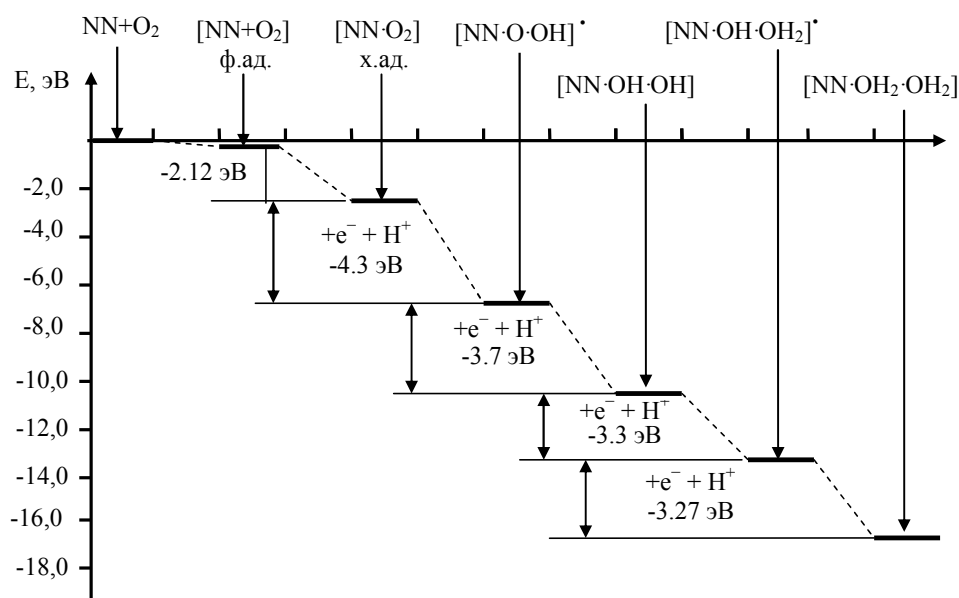 NN+O₂
[NN+O₂]
ф.ад.
[NN·O₂]
х.ад.
[NN·O·OH]•
[NN·OH·OH₂]•
E, эВ
[NN·OH·OH]
[NN·OH₂·OH₂]
-2.12 эВ
-2,0
-4,0
-6,0
-8,0
-10,0
-12,0
-14,0
-16,0
-18,0
+e⁻ + H⁺
-4.3 эВ
+e⁻ + H⁺
-3.7 эВ
+e⁻ + H⁺
-3.3 эВ
+e⁻ + H⁺
-3.27 эВ